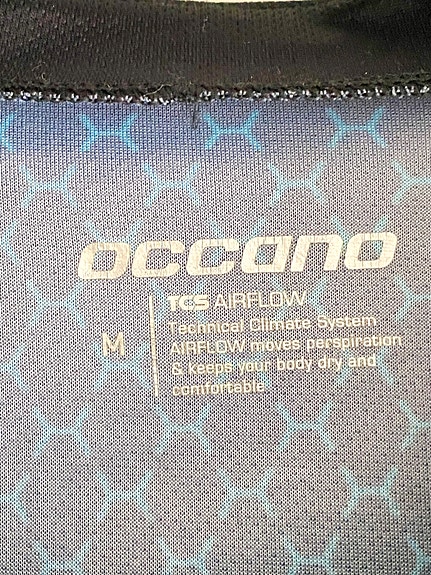 occano
TCS AIRFLOW
M
Technical Climate System
AIRFLOW moves perspiration
& keeps your body dry and
comfortable